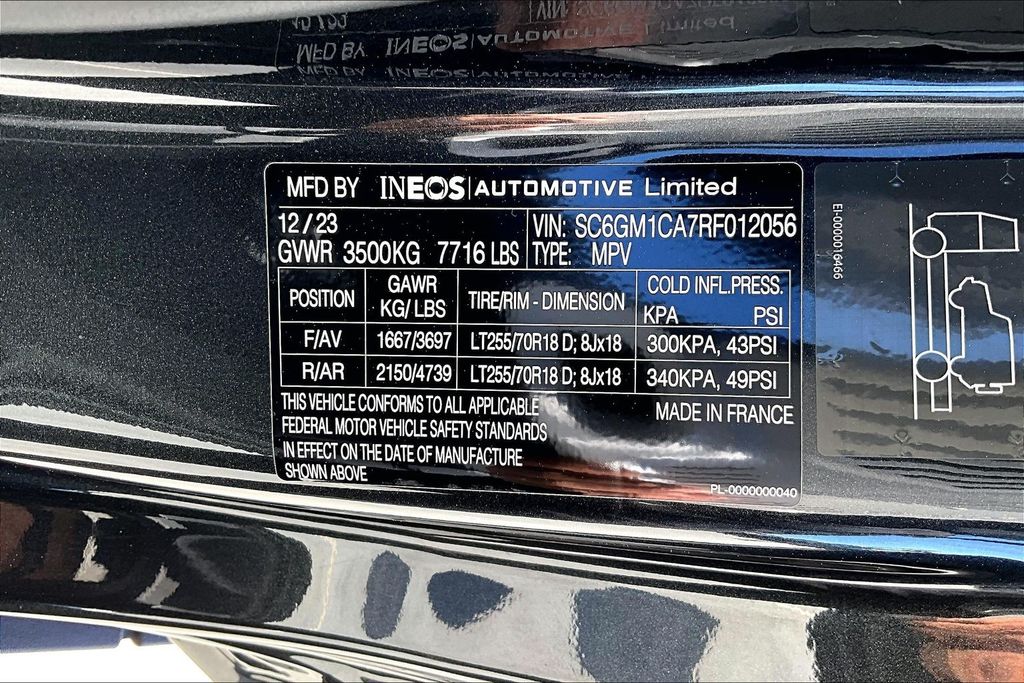 MFD BY INEOS AUTOMOTIVE Limited
12/23 VIN: SC6GM1CA7RF012056
GVWR 3500KG 7716 LBS TYPE: MPV
POSITION GAWR KG/LBS TIRE/RIM - DIMENSION COLD INFL.PRESS. KPA PSI
F/AV 1667/3697 LT255/70R18 D; 8Jx18 300KPA, 43PSI
R/AR 2150/4739 LT255/70R18 D; 8Jx18 340KPA, 49PSI
THIS VEHICLE CONFORMS TO ALL APPLICABLE MADE IN FRANCE
FEDERAL MOTOR VEHICLE SAFETY STANDARDS
IN EFFECT ON THE DATE OF MANUFACTURE
SHOWN ABOVE
PL-0000000040
EI-0000016466